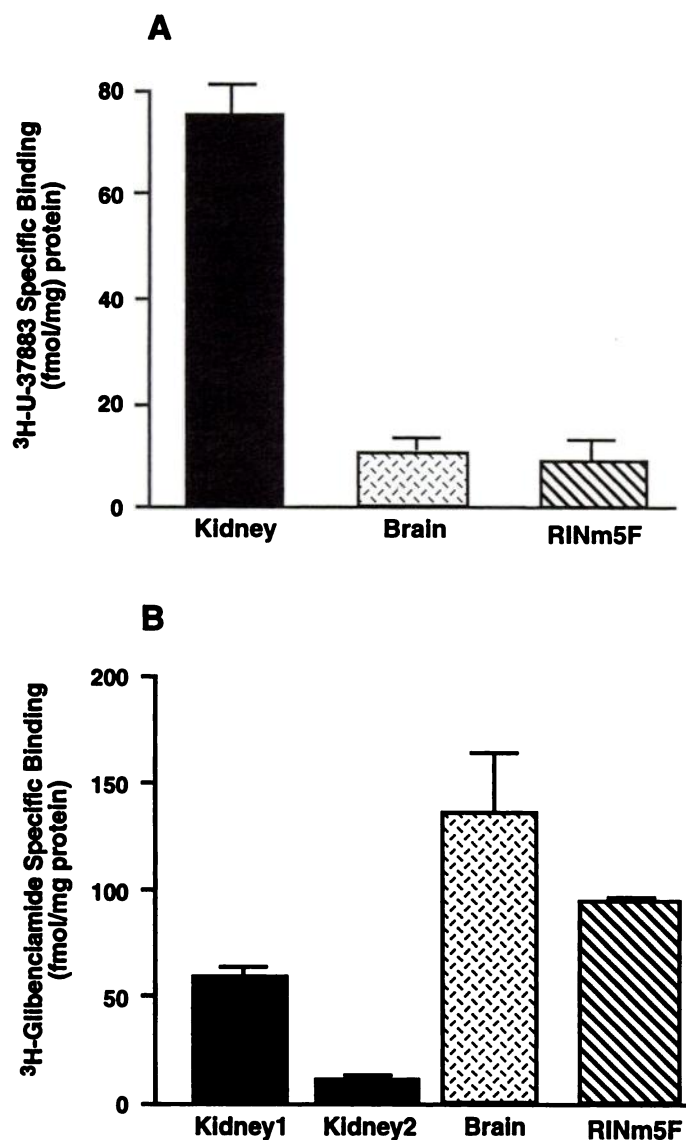 A
³H-U-37883 Specific Binding
(fmol/mg) protein)
80
60
40
20
0
Kidney
Brain
RINm5F
B
³H-Glibenclamide Specific Binding
(fmol/mg protein)
200
150
100
50
0
Kidney1
Kidney2
Brain
RINm5F